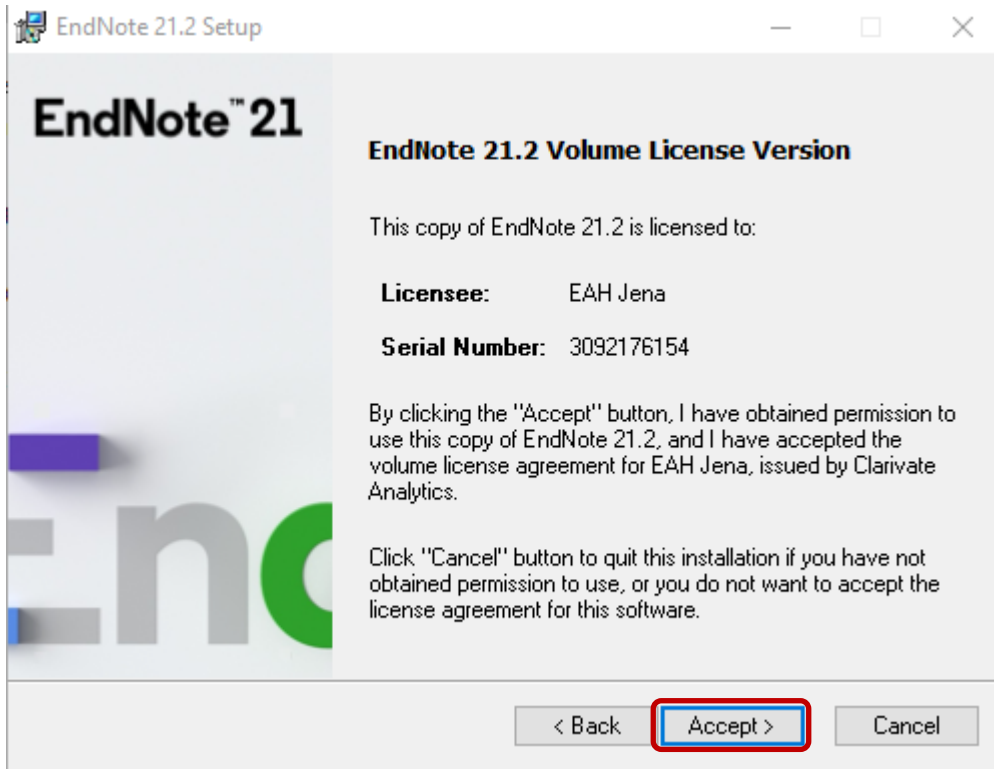 EndNote 21.2 Setup
EndNote™21
EndNote 21.2 Volume License Version
This copy of EndNote 21.2 is licensed to:
Licensee: EAH Jena
Serial Number: 3092176154
By clicking the "Accept" button, I have obtained permission to
use this copy of EndNote 21.2, and I have accepted the
volume license agreement for EAH Jena, issued by Clarivate
Analytics.
Click "Cancel" button to quit this installation if you have not
obtained permission to use, or you do not want to accept the
license agreement for this software.
< Back Accept > Cancel